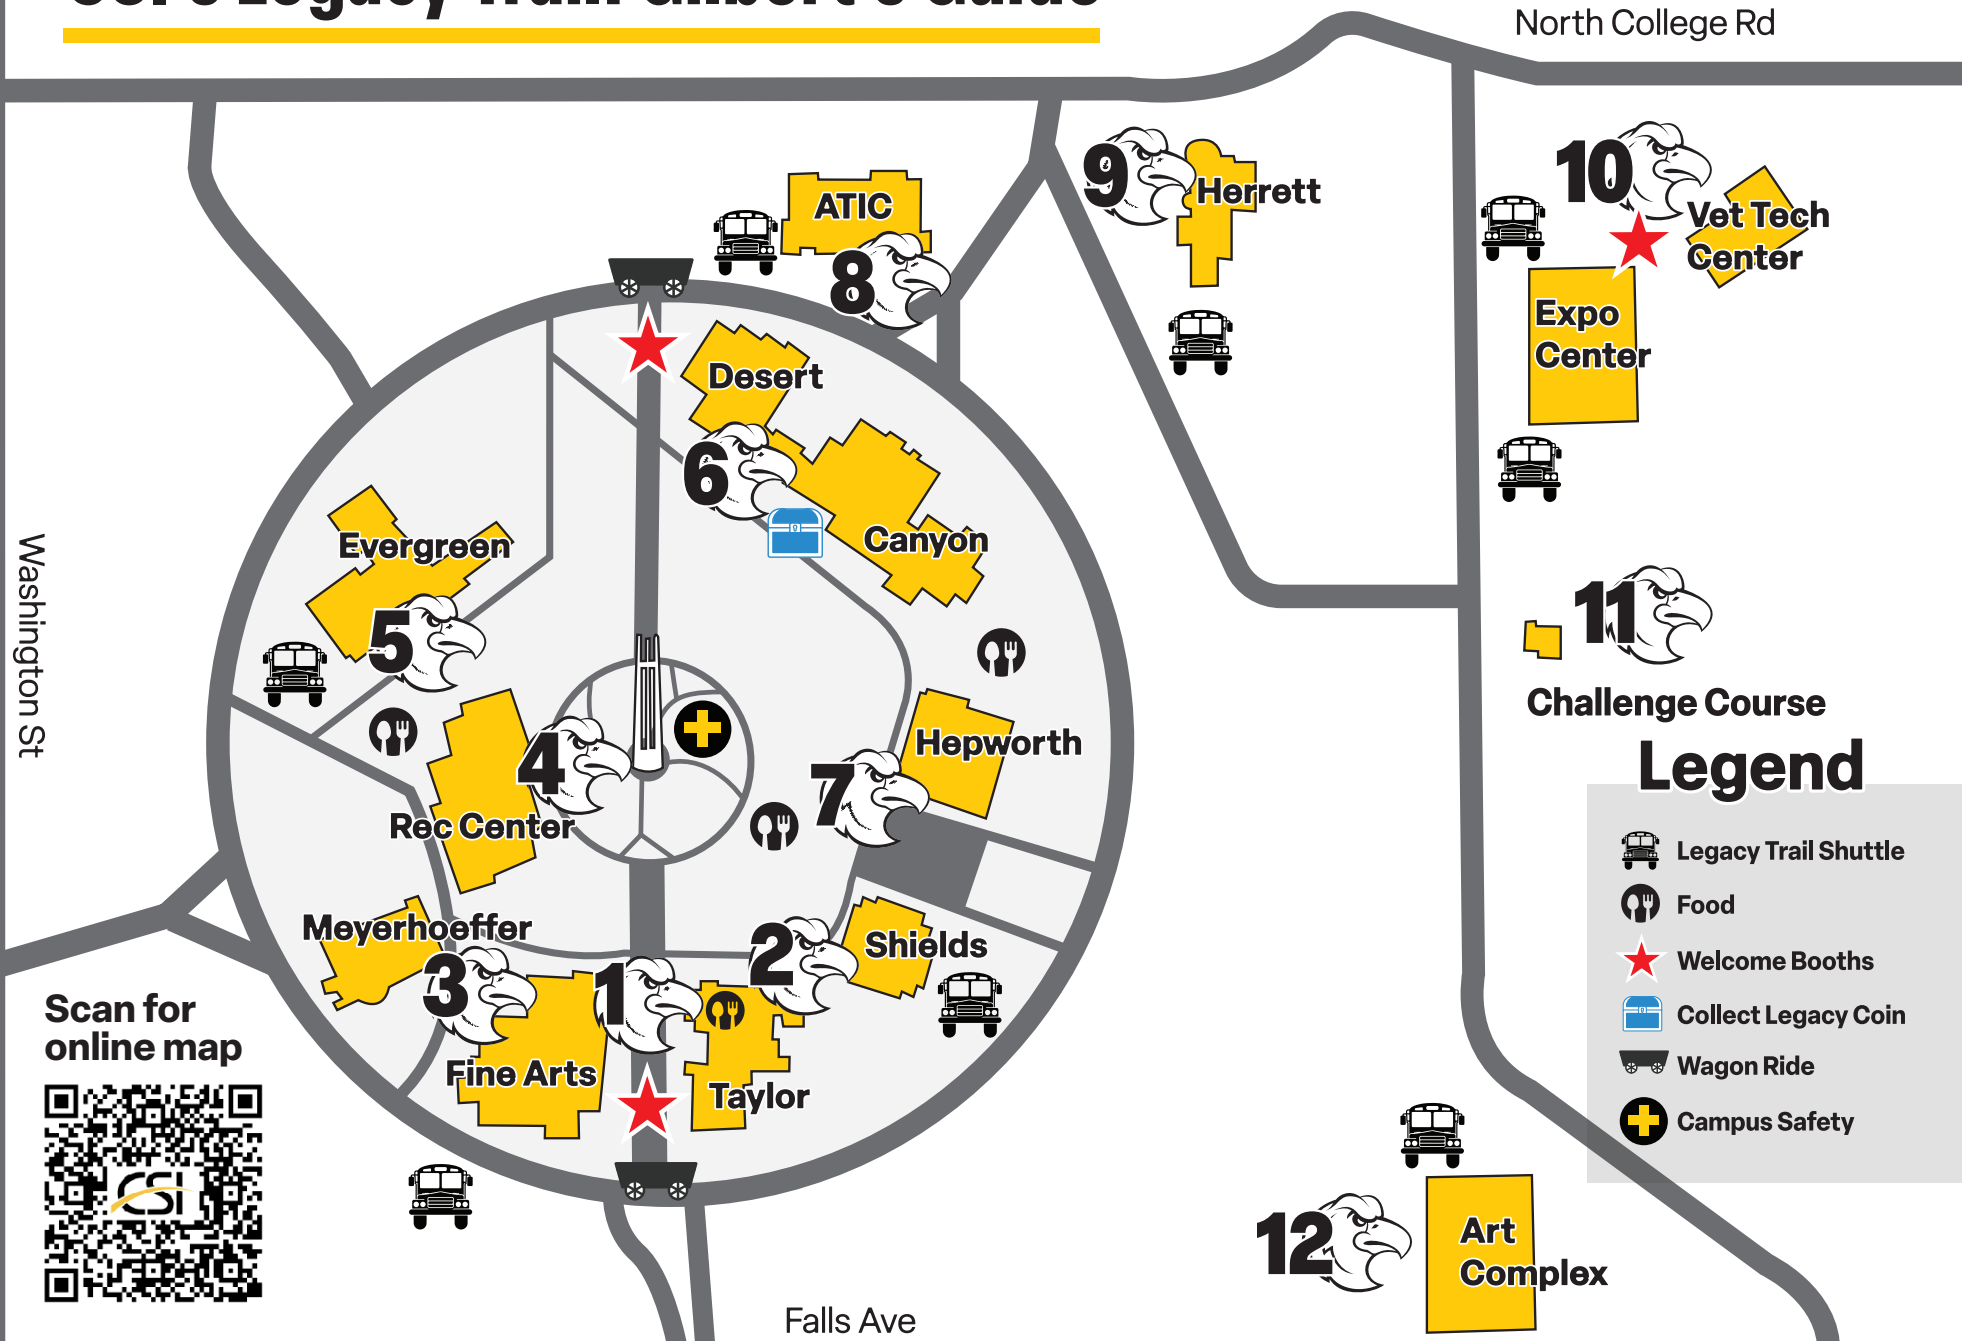 North College Rd
9
Herrett
10
Vet Tech
Center
ATIC
8
Expo
Center
Desert
6
Canyon
Evergreen
5
Washington St
11
Challenge Course
Hepworth
4
7
Rec Center
Meyerhoeffer
3
1
2
Shields
Fine Arts
Taylor
Scan for
online map
CSI
Legend
Legacy Trail Shuttle
Food
Welcome Booths
Collect Legacy Coin
Wagon Ride
Campus Safety
12
Art
Complex
Falls Ave